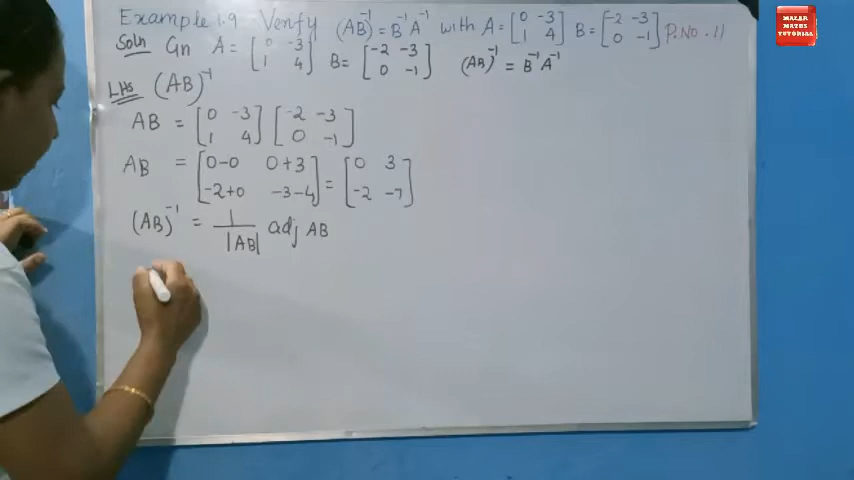 Example 1.9 Verify (AB)⁻¹ = B⁻¹A⁻¹ with A = [0 -3; 1 4] B = [-2 -3; 0 -1] P.No. 11
Soln Gn A = [0 -3; 1 4] B = [-2 -3; 0 -1] (AB)⁻¹ = B⁻¹A⁻¹
LHS (AB)⁻¹
AB = [0 -3; 1 4] [-2 -3; 0 -1]
AB = [0-0 0+3; -2+0 -3-4] = [0 3; -2 -7]
(AB)⁻¹ = 1/|AB| adj AB
MALAR
MATHS
TUTORIAL